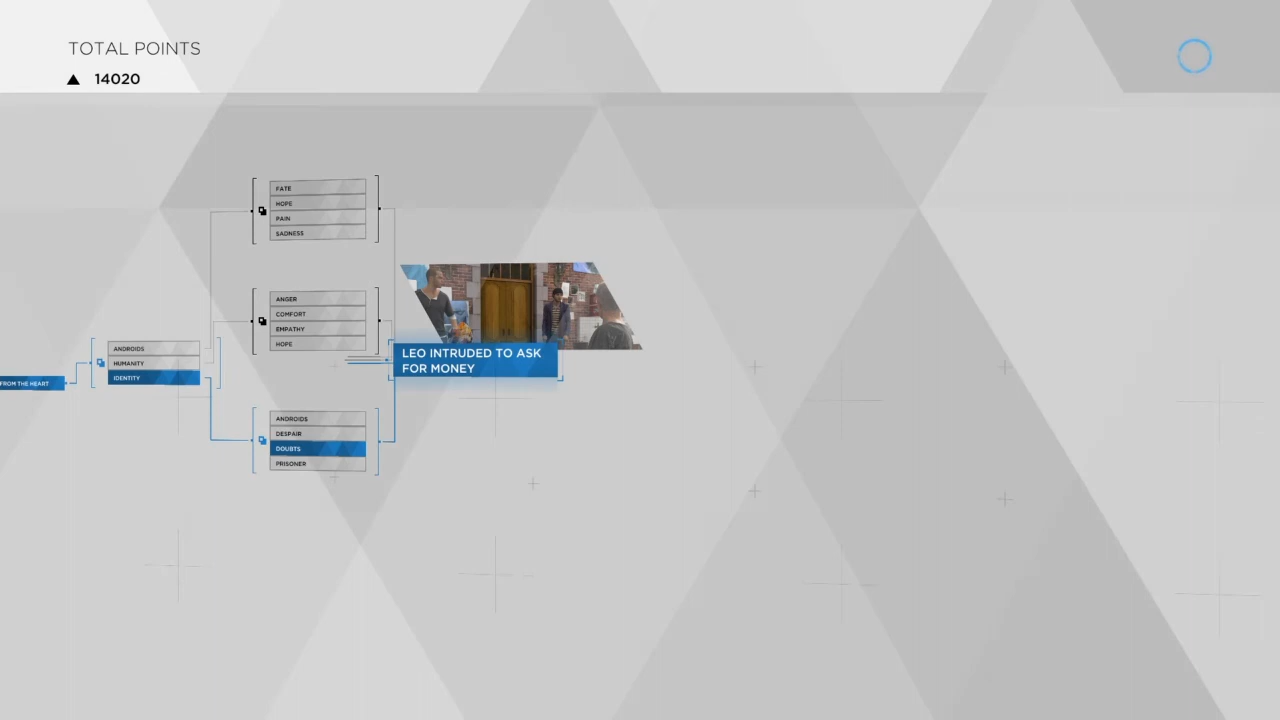 TOTAL POINTS
14020
FATE
HOPE
PAIN
SADNESS
ANGER
COMFORT
EMPATHY
HOPE
ANDROIDS
HUMANITY
IDENTITY
FROM THE HEART
LEO INTRUDED TO ASK
FOR MONEY
ANDROIDS
DESPAIR
DOUBTS
PRISONER